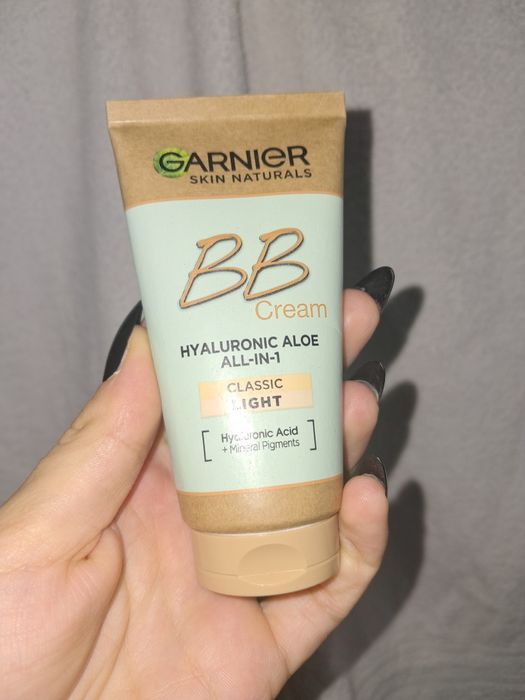 GARNIER
SKIN NATURALS
BB
Cream
HYALURONIC ALOE
ALL-IN-1
CLASSIC
LIGHT
[ Hyaluronic Acid
+ Mineral Pigments ]